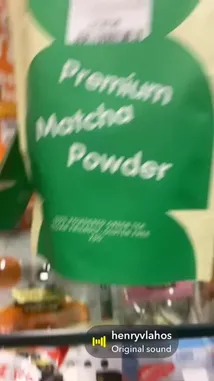 Premium
Matcha
Powder
henryvlahos
Original sound